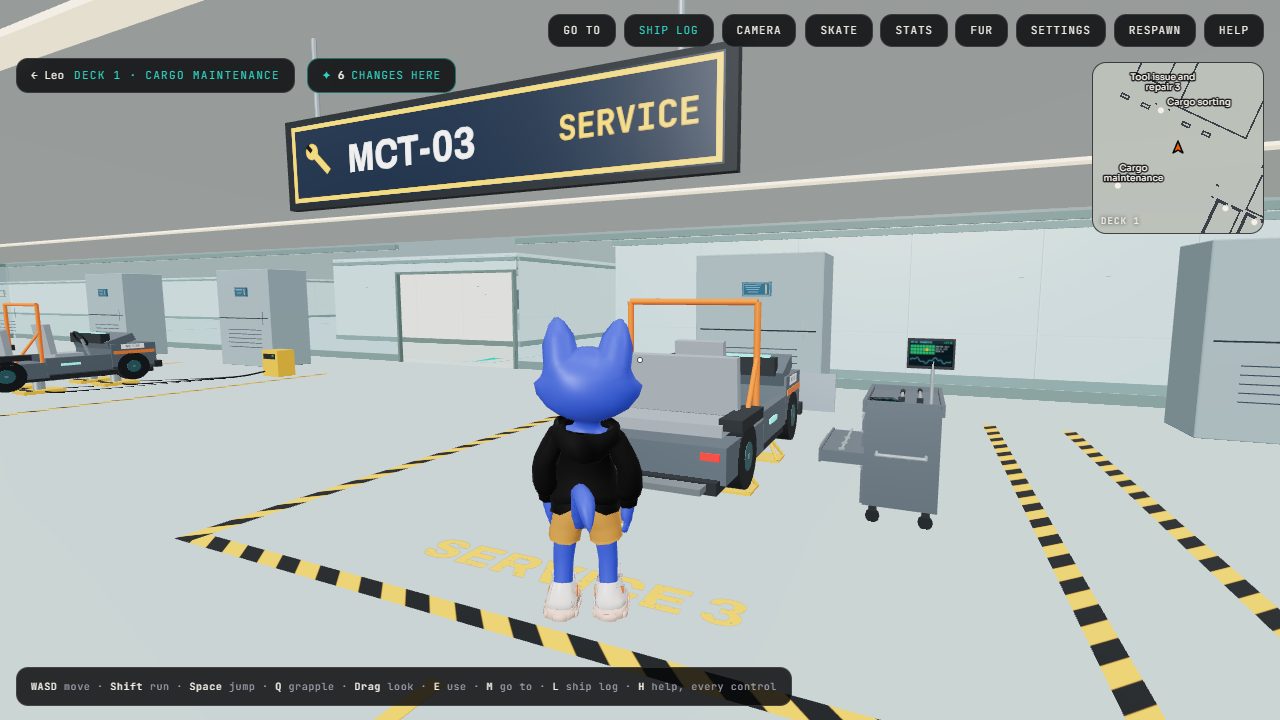 GO TO
SHIP LOG
CAMERA
SKATE
STATS
FUR
SETTINGS
RESPAWN
HELP
← Leo DECK 1 · CARGO MAINTENANCE
✦ 6 CHANGES HERE
MCT-03 SERVICE
Tool issue and
repair 3
Cargo sorting
Cargo
maintenance
DECK 1
SERVICE 3
WASD move · Shift run · Space jump · Q grapple · Drag look · E use · M go to · L ship log · H help, every control